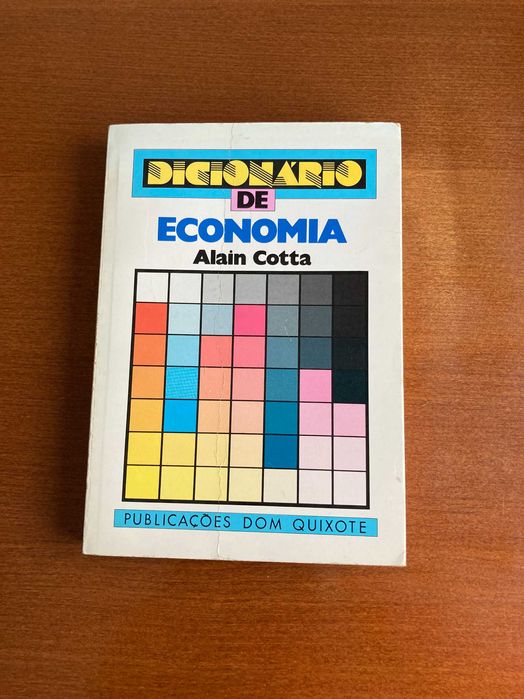 DICIONÁRIO
DE
ECONOMIA
Alain Cotta
PUBLICAÇÕES DOM QUIXOTE